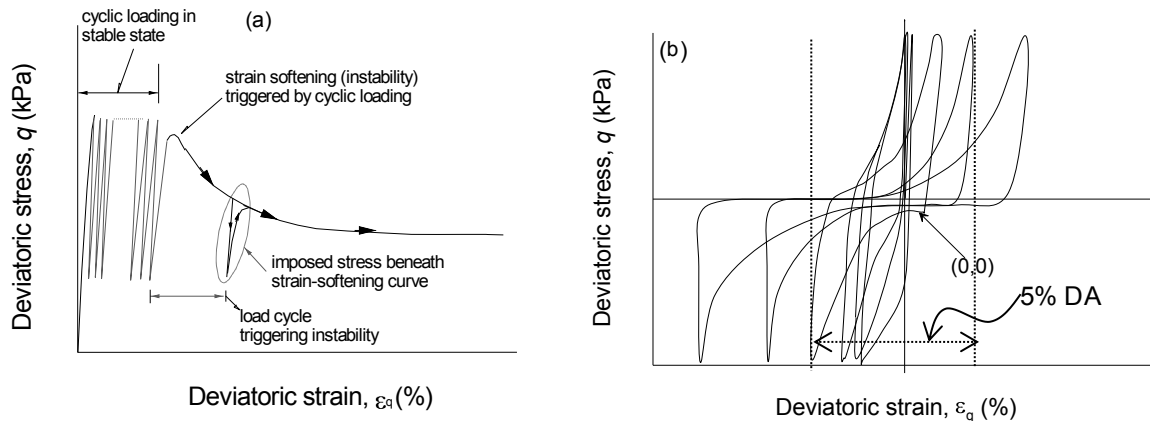 cyclic loading in
stable state
(a)
strain softening (instability)
triggered by cyclic loading
imposed stress beneath
strain-softening curve
load cycle
triggering instability
Deviatoric stress, q (kPa)
Deviatoric strain, εq (%)
(b)
(0,0)
5% DA
Deviatoric stress, q (kPa)
Deviatoric strain, εq (%)